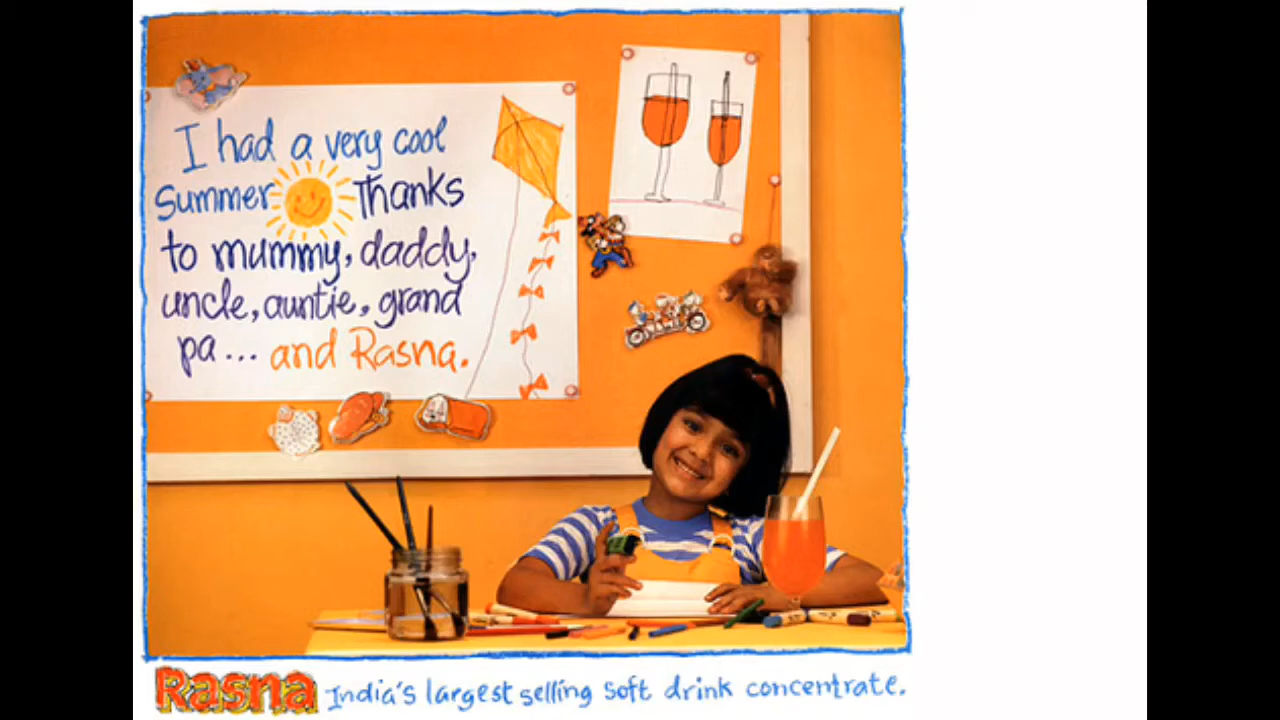 I had a very cool
Summer Thanks
to mummy, daddy,
uncle, auntie, grand
pa... and Rasna.
Rasna India's largest selling soft drink concentrate.